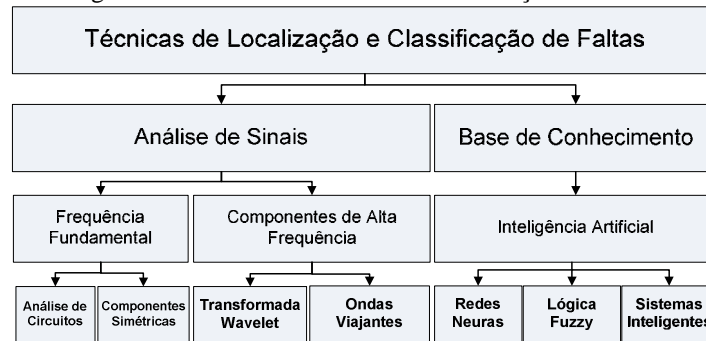 Técnicas de Localização e Classificação de Faltas
Análise de Sinais
Base de Conhecimento
Frequência
Fundamental
Componentes de Alta
Frequência
Inteligência Artificial
Análise de
Circuitos
Componentes
Simétricas
Transformada
Wavelet
Ondas
Viajantes
Redes
Neuras
Lógica
Fuzzy
Sistemas
Inteligentes